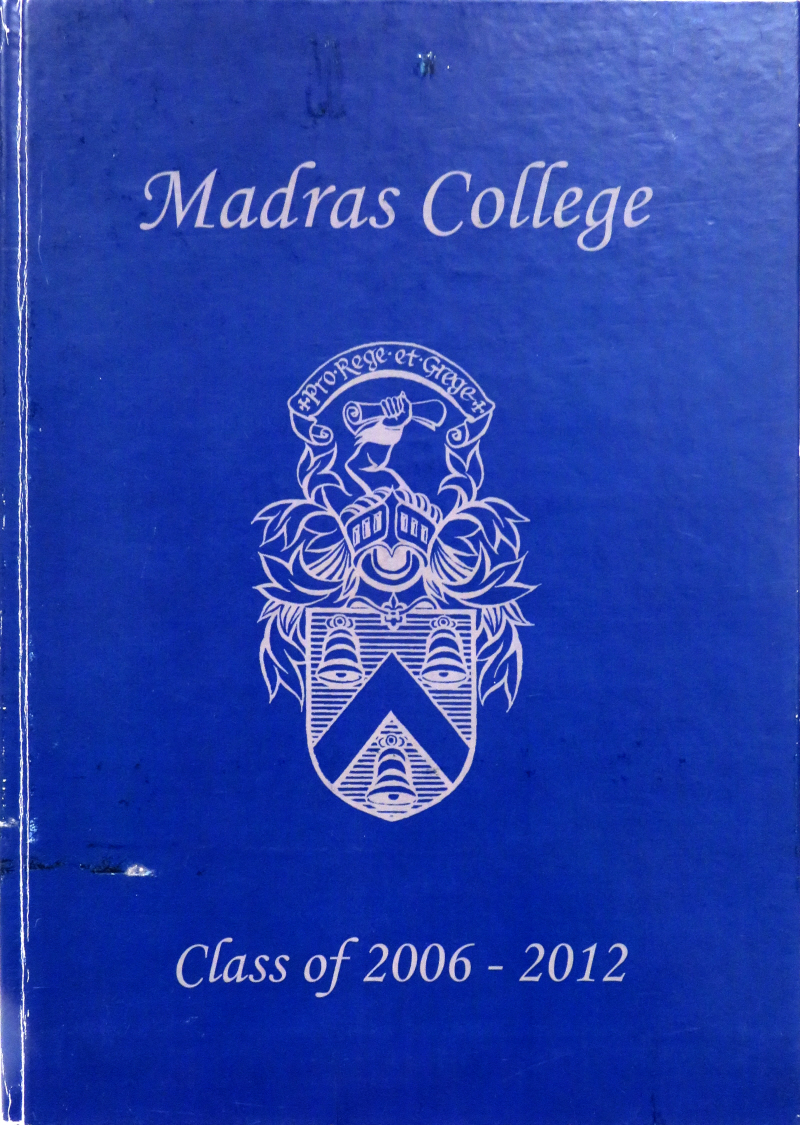 Madras College
Pro·Rege·et·Grege
Class of 2006 - 2012